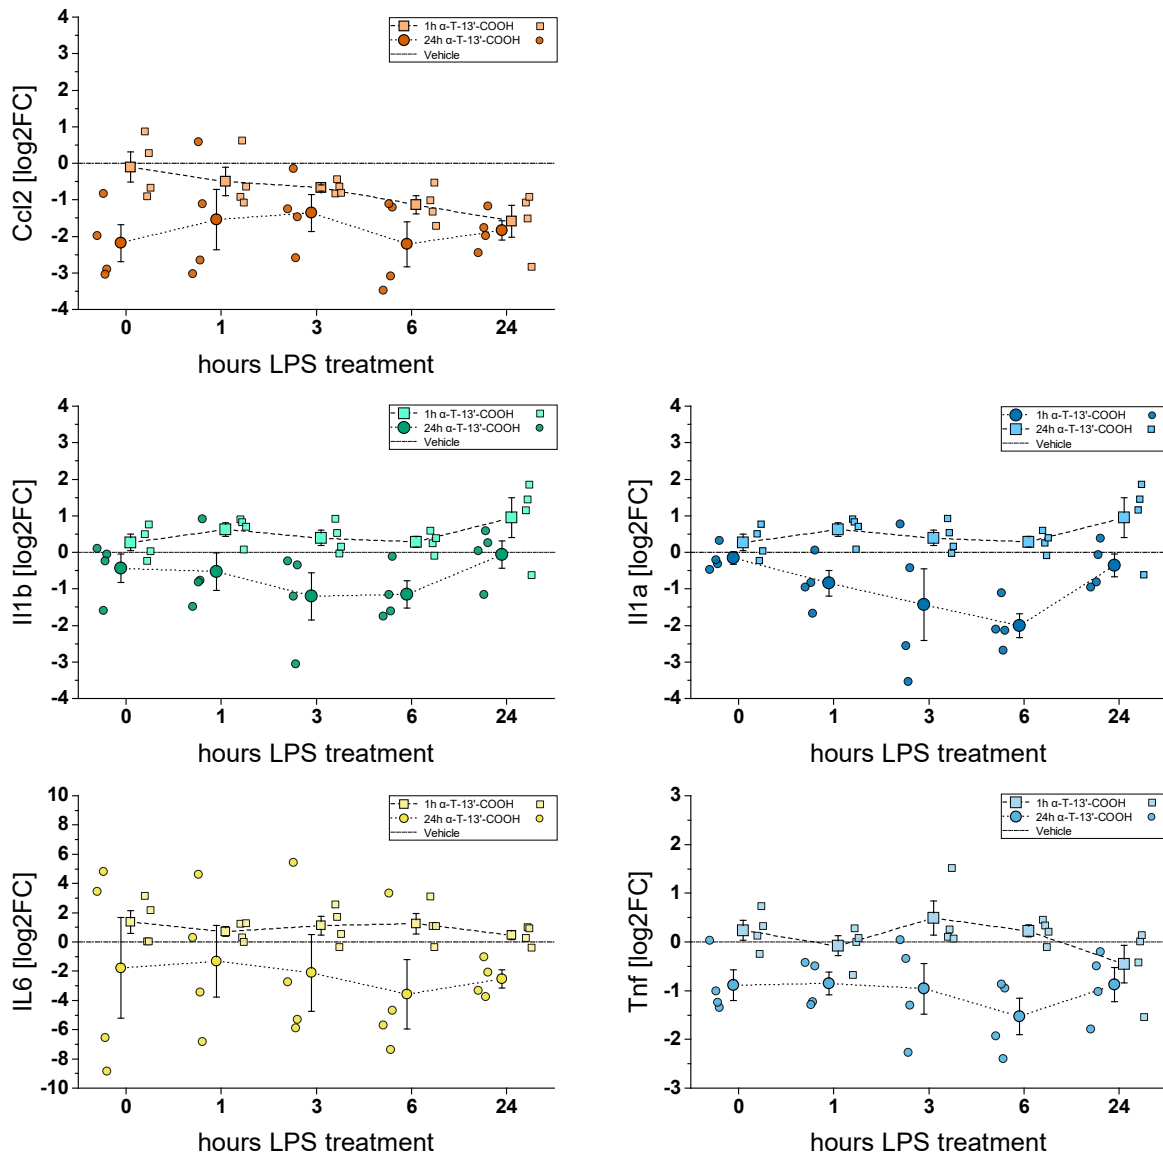 4
3
2
1
0
-1
-2
-3
-4
Ccl2 [log2FC]
1h α-T-13'-COOH
24h α-T-13'-COOH
Vehicle
0 1 3 6 24
hours LPS treatment
4
3
2
1
0
-1
-2
-3
-4
Il1b [log2FC]
1h α-T-13'-COOH
24h α-T-13'-COOH
Vehicle
0 1 3 6 24
hours LPS treatment
4
3
2
1
0
-1
-2
-3
-4
Il1a [log2FC]
1h α-T-13'-COOH
24h α-T-13'-COOH
Vehicle
0 1 3 6 24
hours LPS treatment
10
8
6
4
2
0
-2
-4
-6
-8
-10
IL6 [log2FC]
1h α-T-13'-COOH
24h α-T-13'-COOH
Vehicle
0 1 3 6 24
hours LPS treatment
3
2
1
0
-1
-2
-3
Tnf [log2FC]
1h α-T-13'-COOH
24h α-T-13'-COOH
Vehicle
0 1 3 6 24
hours LPS treatment